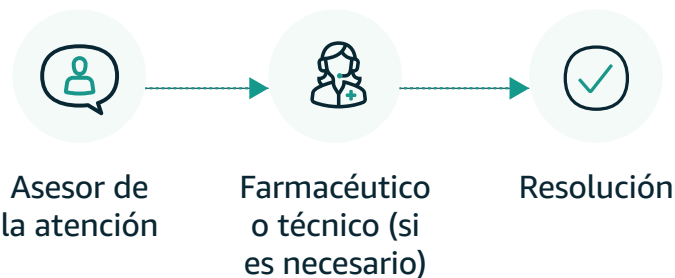 Asesor de
la atención
Farmacéutico
o técnico (si
es necesario)
Resolución